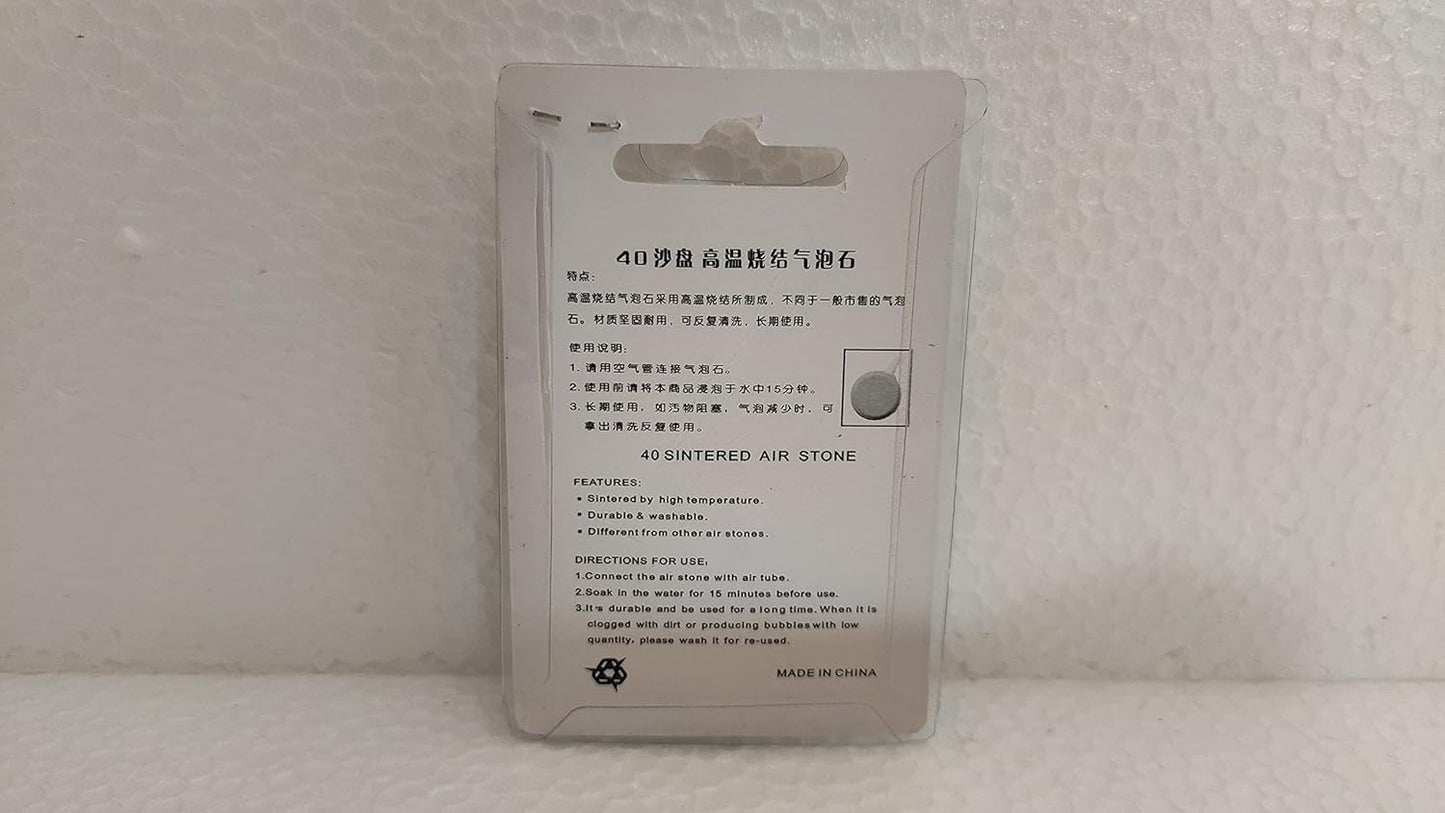 40 沙盘 高温烧结气泡石
特点:
高温烧结气泡石采用高温烧结所制成，不同于一般市售的气泡
石。材质坚固耐用，可反复清洗，长期使用。
使用说明:
1. 请用空气管连接气泡石。
2. 使用前请将本商品浸泡于水中15分钟。
3. 长期使用，如污物阻塞，气泡减少时，可
拿出清洗反复使用。
40 SINTERED AIR STONE
FEATURES:
• Sintered by high temperature.
• Durable & washable.
• Different from other air stones.
DIRECTIONS FOR USE:
1.Connect the air stone with air tube.
2.Soak in the water for 15 minutes before use.
3.It's durable and be used for a long time. When it is
clogged with dirt or producing bubbles with low
quantity, please wash it for re-used.
MADE IN CHINA